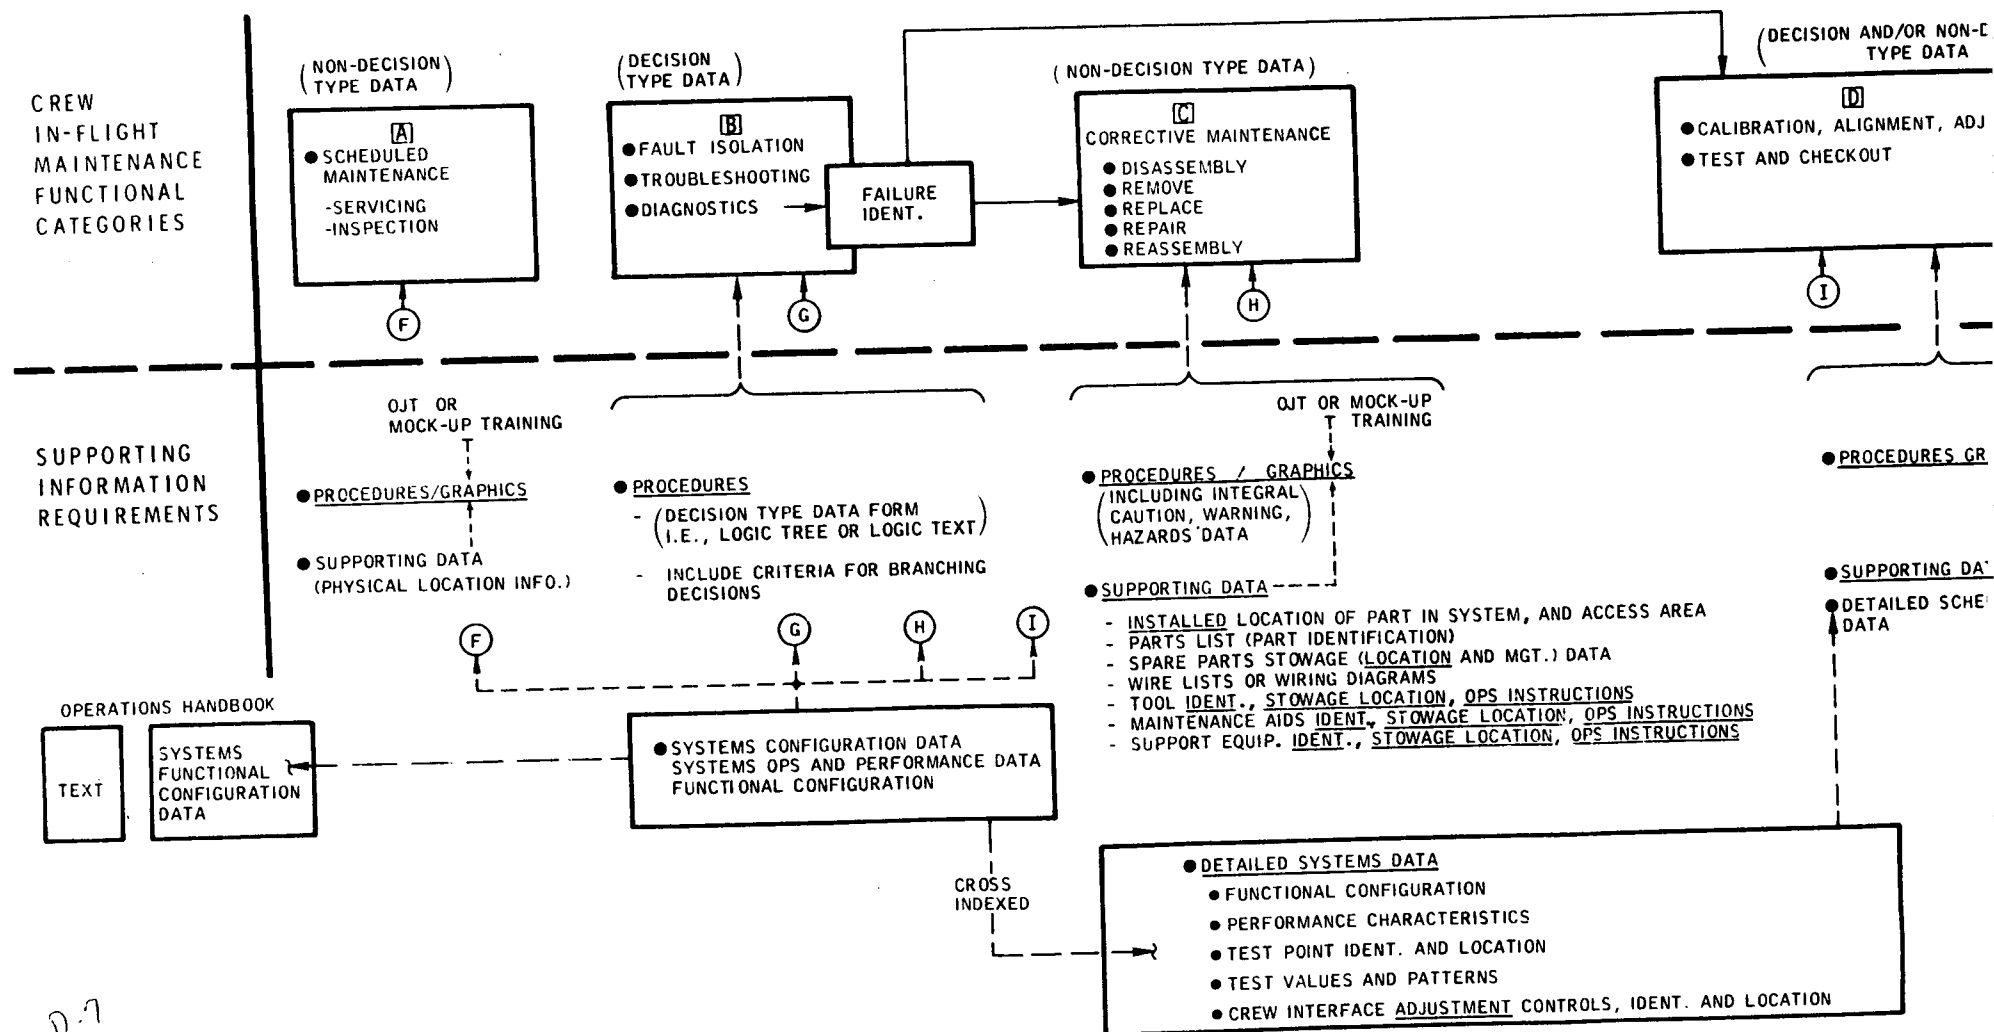 CREW
IN-FLIGHT
MAINTENANCE
FUNCTIONAL
CATEGORIES
(NON-DECISION
TYPE DATA)
A
● SCHEDULED
MAINTENANCE
-SERVICING
-INSPECTION
F
(DECISION
TYPE DATA)
B
● FAULT ISOLATION
● TROUBLESHOOTING
● DIAGNOSTICS
G
FAILURE
IDENT.
(NON-DECISION TYPE DATA)
C
CORRECTIVE MAINTENANCE
● DISASSEMBLY
● REMOVE
● REPLACE
● REPAIR
● REASSEMBLY
H
(DECISION AND/OR NON-D
TYPE DATA
D
● CALIBRATION, ALIGNMENT, ADJ
● TEST AND CHECKOUT
I
SUPPORTING
INFORMATION
REQUIREMENTS
OJT OR
MOCK-UP TRAINING
● PROCEDURES/GRAPHICS
● SUPPORTING DATA
(PHYSICAL LOCATION INFO.)
F
● PROCEDURES
- (DECISION TYPE DATA FORM
I.E., LOGIC TREE OR LOGIC TEXT)
- INCLUDE CRITERIA FOR BRANCHING
DECISIONS
G
H
I
OJT OR MOCK-UP
TRAINING
● PROCEDURES / GRAPHICS
(INCLUDING INTEGRAL
CAUTION, WARNING,
HAZARDS DATA)
● SUPPORTING DATA
- INSTALLED LOCATION OF PART IN SYSTEM, AND ACCESS AREA
- PARTS LIST (PART IDENTIFICATION)
- SPARE PARTS STOWAGE (LOCATION AND MGT.) DATA
- WIRE LISTS OR WIRING DIAGRAMS
- TOOL IDENT., STOWAGE LOCATION, OPS INSTRUCTIONS
- MAINTENANCE AIDS IDENT., STOWAGE LOCATION, OPS INSTRUCTIONS
- SUPPORT EQUIP. IDENT., STOWAGE LOCATION, OPS INSTRUCTIONS
● PROCEDURES GR
● SUPPORTING DA
● DETAILED SCHE
DATA
OPERATIONS HANDBOOK
TEXT
SYSTEMS
FUNCTIONAL
CONFIGURATION
DATA
● SYSTEMS CONFIGURATION DATA
SYSTEMS OPS AND PERFORMANCE DATA
FUNCTIONAL CONFIGURATION
CROSS
INDEXED
● DETAILED SYSTEMS DATA
● FUNCTIONAL CONFIGURATION
● PERFORMANCE CHARACTERISTICS
● TEST POINT IDENT. AND LOCATION
● TEST VALUES AND PATTERNS
● CREW INTERFACE ADJUSTMENT CONTROLS, IDENT. AND LOCATION
D-7